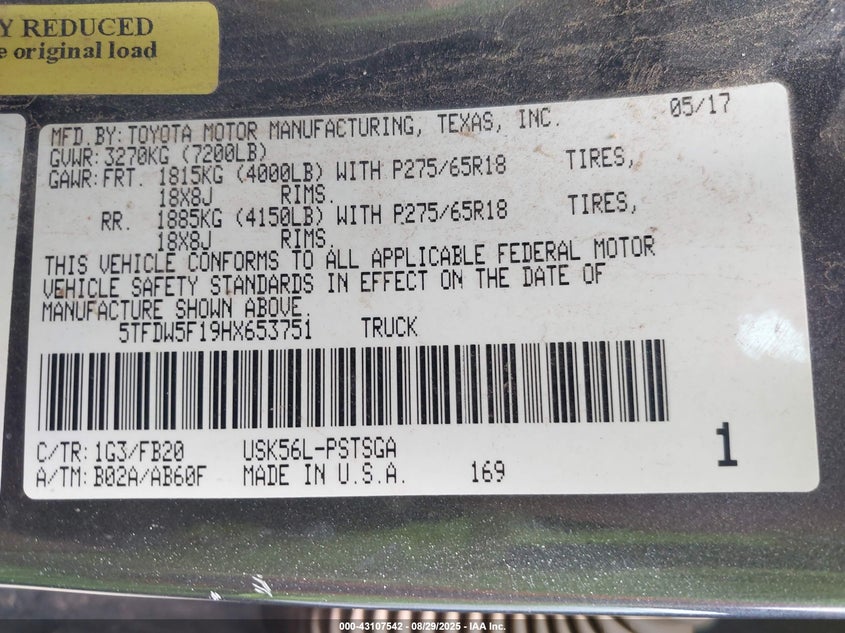 Y REDUCED
e original load
05/17
MFD.BY:TOYOTA MOTOR MANUFACTURING, TEXAS, INC.
GVWR:3270KG (7200LB)
GAWR:FRT. 1815KG (4000LB) WITH P275/65R18 TIRES,
18X8J RIMS.
RR. 1885KG (4150LB) WITH P275/65R18 TIRES,
18X8J RIMS.
THIS VEHICLE CONFORMS TO ALL APPLICABLE FEDERAL MOTOR
VEHICLE SAFETY STANDARDS IN EFFECT ON THE DATE OF
MANUFACTURE SHOWN ABOVE.
5TFDW5F19HX653751 TRUCK
C/TR:1G3/FB20 USK56L-PSTSGA
A/TM:B02A/AB60F MADE IN U.S.A. 169
1
000-43107542 - 08/29/2025 - IAA Inc.